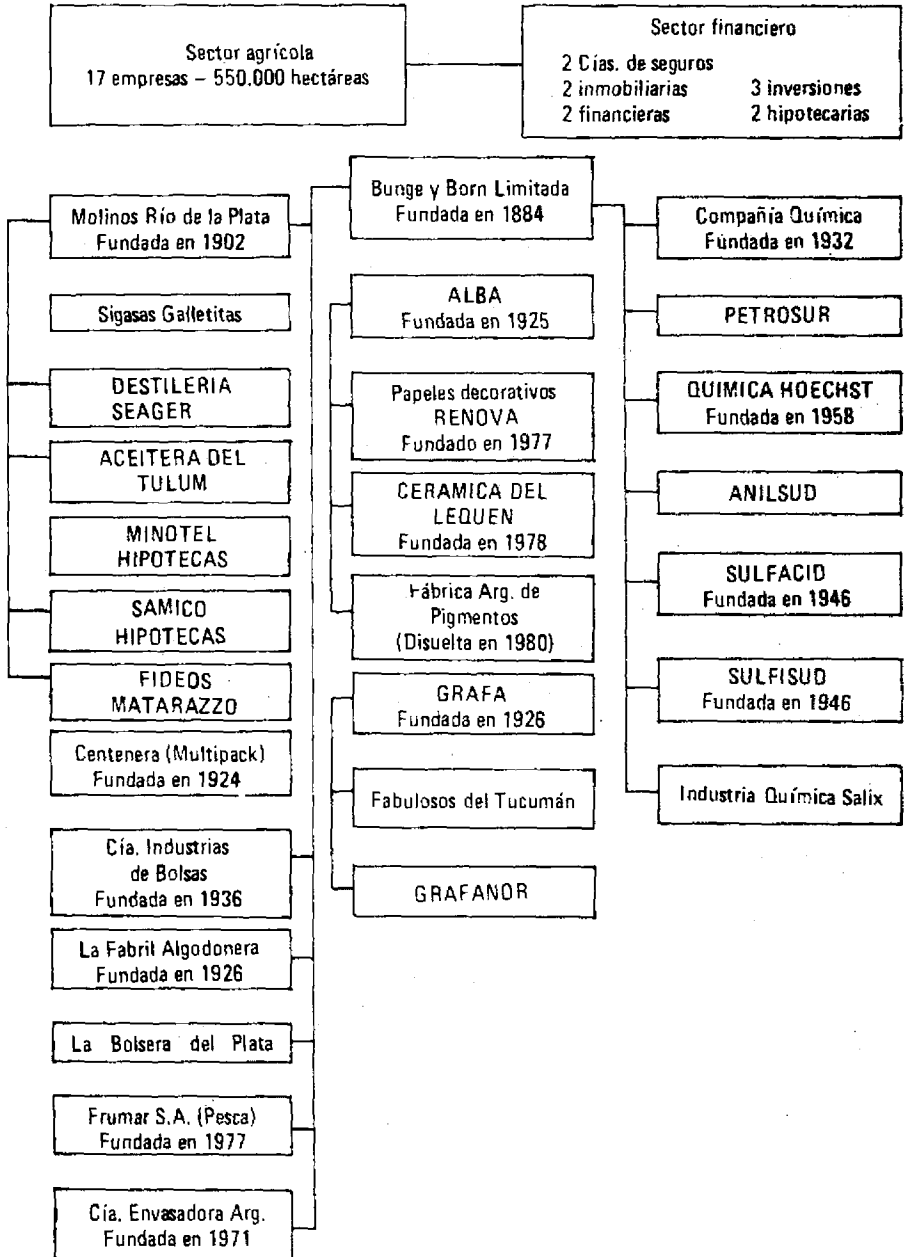 Sector agrícola
17 empresas – 550.000 hectáreas
Sector financiero
2 Cías. de seguros
2 inmobiliarias 3 inversiones
2 financieras 2 hipotecarias
Molinos Río de la Plata
Fundada en 1902
Sigasas Galletitas
DESTILERIA
SEAGER
ACEITERA DEL
TULUM
MINOTEL
HIPOTECAS
SAMICO
HIPOTECAS
FIDEOS
MATARAZZO
Centenera (Multipack)
Fundada en 1924
Cía. Industrias
de Bolsas
Fundada en 1936
La Fabril Algodonera
Fundada en 1926
La Bolsera del Plata
Frumar S.A. (Pesca)
Fundada en 1977
Cía. Envasadora Arg.
Fundada en 1971
Bunge y Born Limitada
Fundada en 1884
ALBA
Fundada en 1925
Papeles decorativos
RENOVA
Fundado en 1977
CERAMICA DEL
LEQUEN
Fundada en 1978
Fábrica Arg. de
Pigmentos
(Disuelta en 1980)
GRAFA
Fundada en 1926
Fabulosos del Tucumán
GRAFANOR
Compañía Química
Fundada en 1932
PETROSUR
QUIMICA HOECHST
Fundada en 1958
ANILSUD
SULFACID
Fundada en 1946
SULFISUD
Fundada en 1946
Industria Química Salix